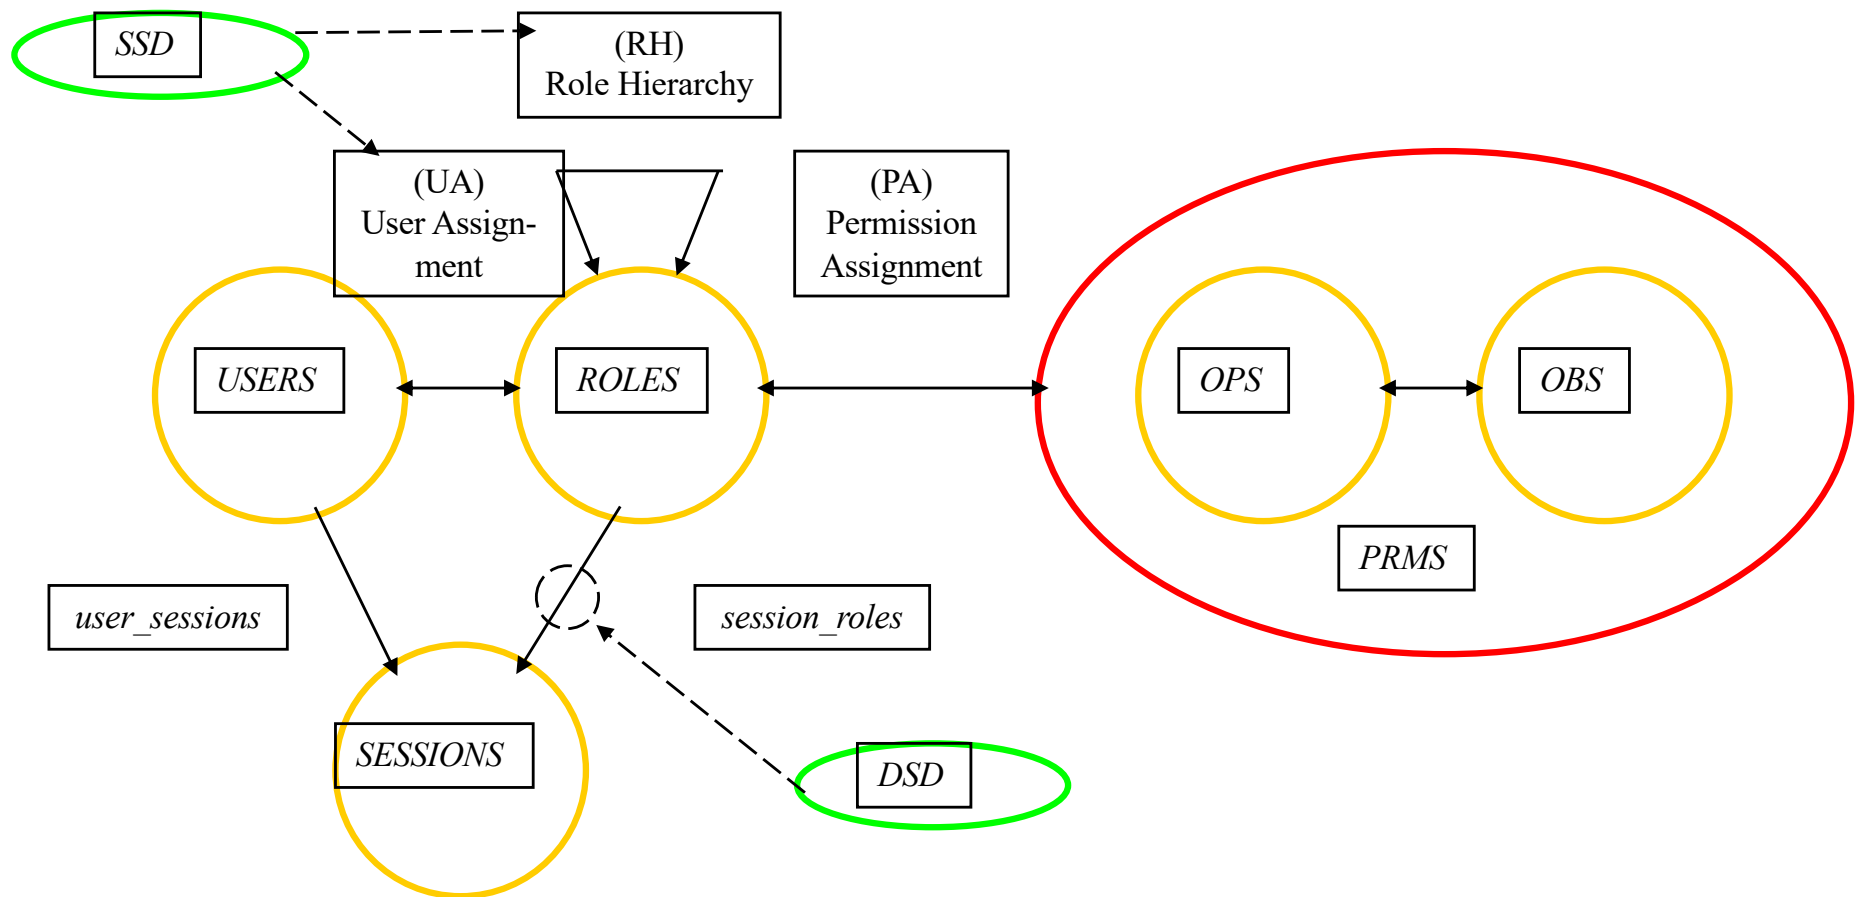 SSD
(RH)
Role Hierarchy
(UA)
User Assign-
ment
(PA)
Permission
Assignment
USERS
ROLES
OPS
OBS
PRMS
user_sessions
session_roles
SESSIONS
DSD